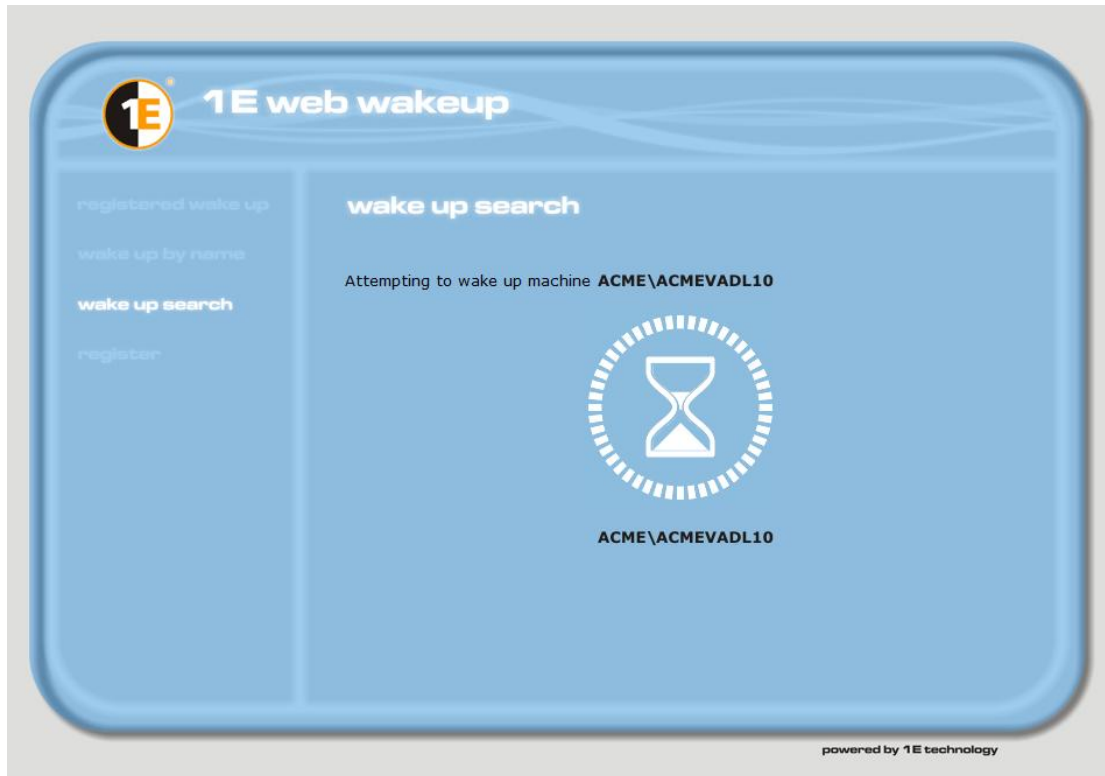 1E
®
1E web wakeup
registered wake up
wake up by name
wake up search
register
wake up search
Attempting to wake up machine ACME\ACMEVADL10
ACME\ACMEVADL10
powered by 1E technology